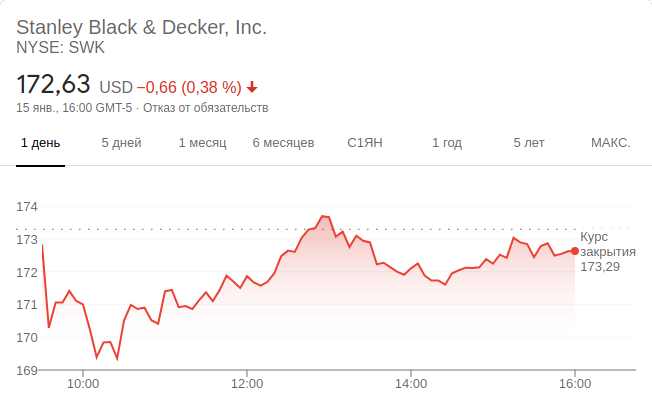 Stanley Black & Decker, Inc.
NYSE: SWK
172,63 USD −0,66 (0,38 %)
15 янв., 16:00 GMT-5 · Отказ от обязательств
1 день 5 дней 1 месяц 6 месяцев С1ЯН 1 год 5 лет МАКС.
174
173
172
171
170
169
Курс
закрытия
173,29
10:00 12:00 14:00 16:00